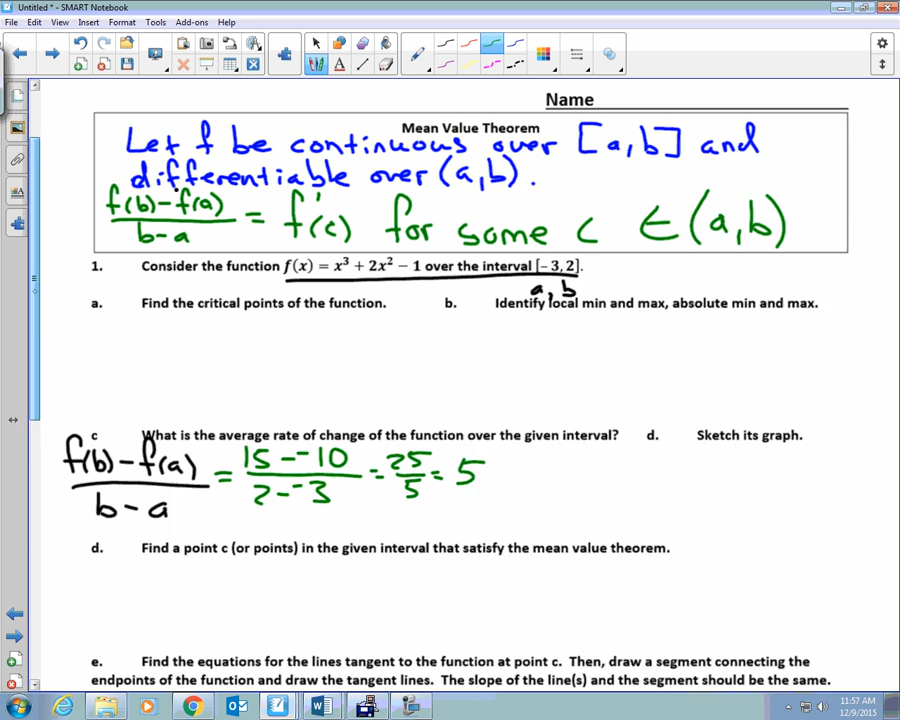 Untitled * - SMART Notebook
File Edit View Insert Format Tools Add-ons Help
Name
Mean Value Theorem
Let f be continuous over [a,b] and
differentiable over (a,b).
f(b)-f(a) / b-a = f'(c) for some c ∈ (a,b)
1. Consider the function f(x) = x³ + 2x² − 1 over the interval [−3, 2].
a, b
a. Find the critical points of the function. b. Identify local min and max, absolute min and max.
c What is the average rate of change of the function over the given interval? d. Sketch its graph.
f(b)-f(a) / b-a = 15--10 / 2--3 = 25/5 = 5
d. Find a point c (or points) in the given interval that satisfy the mean value theorem.
e. Find the equations for the lines tangent to the function at point c. Then, draw a segment connecting the
endpoints of the function and draw the tangent lines. The slope of the line(s) and the segment should be the same.
11:57 AM
12/9/2015